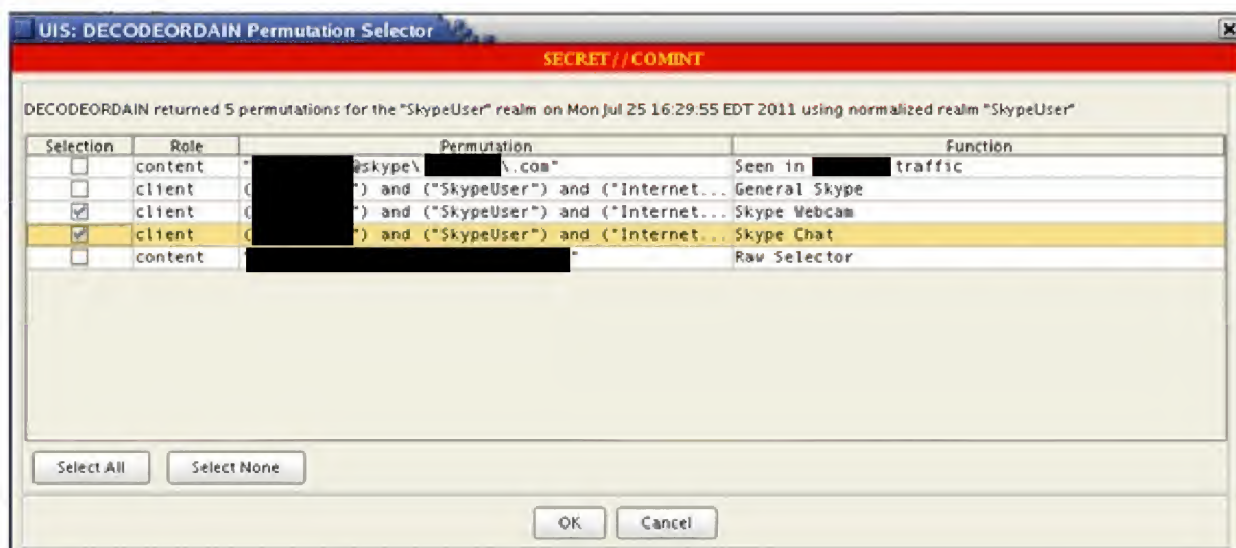 UIS: DECODEORDAIN Permutation Selector
SECRET//COMINT
DECODEORDAIN returned 5 permutations for the "SkypeUser" realm on Mon Jul 25 16:29:55 EDT 2011 using normalized realm "SkypeUser"
Selection Role Permutation Function
content " @skype\ \.com" Seen in traffic
client ( ") and ("SkypeUser") and ("Internet... General Skype
client ( ") and ("SkypeUser") and ("Internet... Skype Webcam
client ( ") and ("SkypeUser") and ("Internet... Skype Chat
content " " Raw Selector
Select All Select None
OK Cancel